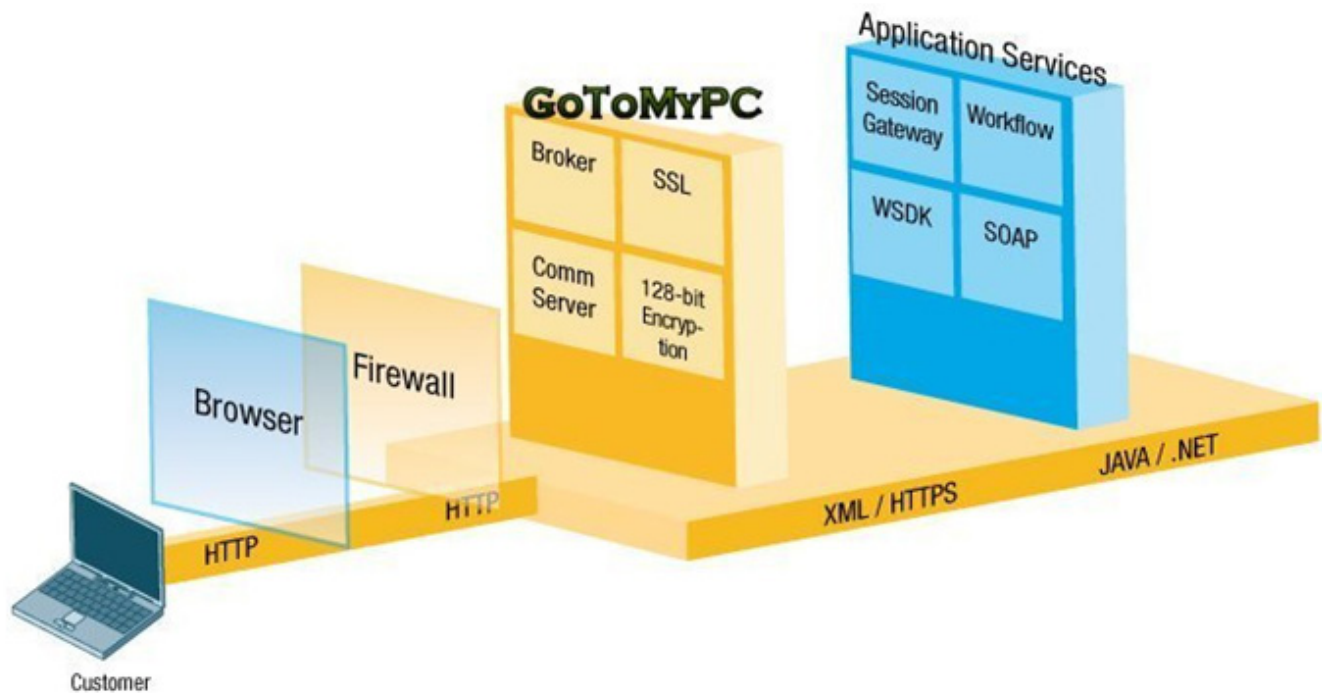 Application Services
Session
Gateway
Workflow
WSDK
SOAP
GOTOMYPC
Broker
SSL
Comm
Server
128-bit
Encryp-
tion
Firewall
Browser
HTTP
HTTP
XML / HTTPS
JAVA / .NET
Customer